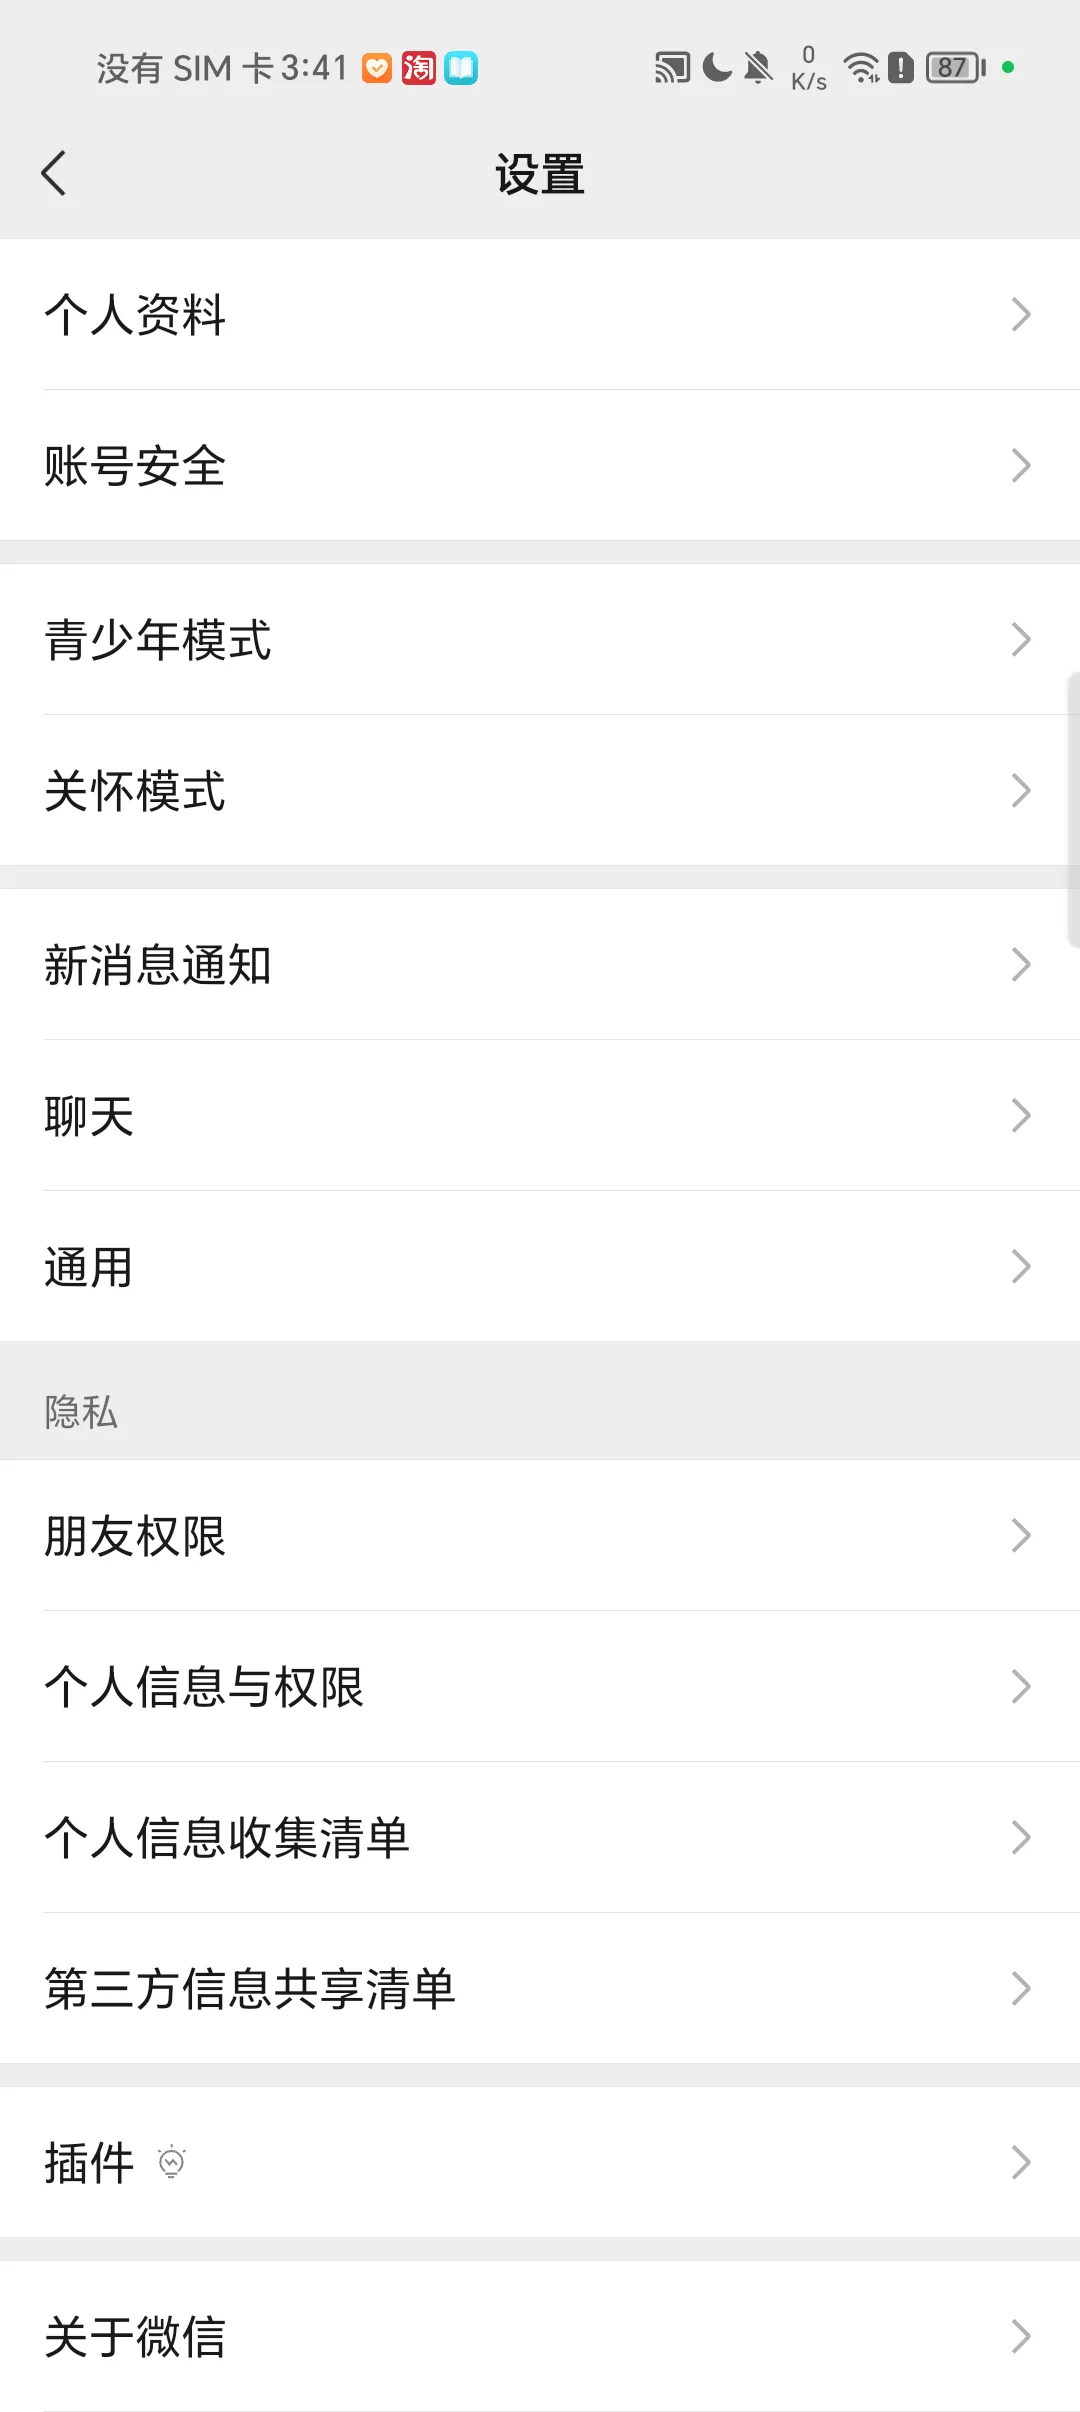 没有 SIM 卡 3:41 淘 0 K/s 87
设置
个人资料
账号安全
青少年模式
关怀模式
新消息通知
聊天
通用
隐私
朋友权限
个人信息与权限
个人信息收集清单
第三方信息共享清单
插件
关于微信